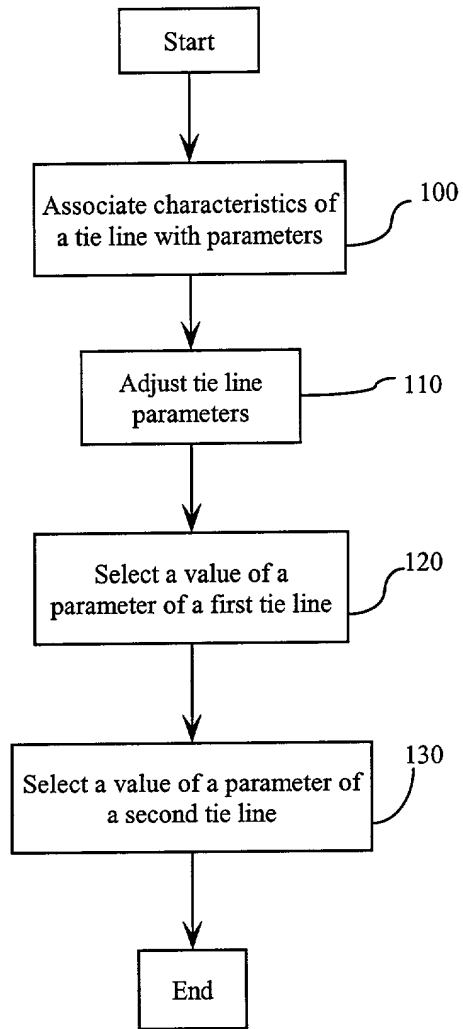 Start
Associate characteristics of
a tie line with parameters
100
Adjust tie line
parameters
110
Select a value of a
parameter of a first tie line
120
Select a value of a parameter of
a second tie line
130
End